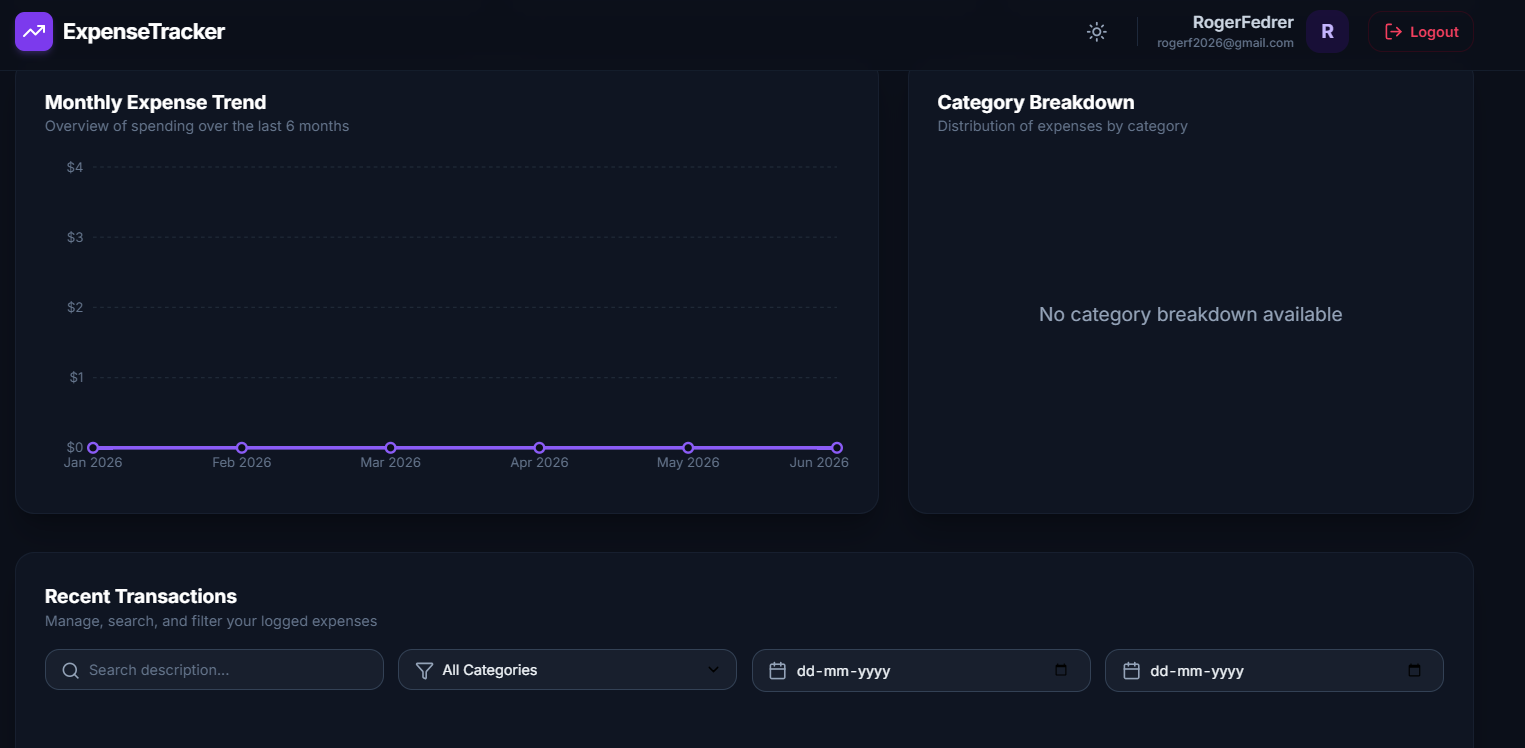 ExpenseTracker
RogerFedrer
rogerf2026@gmail.com
R
Logout
Monthly Expense Trend
Overview of spending over the last 6 months
$4
$3
$2
$1
$0
Jan 2026 Feb 2026 Mar 2026 Apr 2026 May 2026 Jun 2026
Category Breakdown
Distribution of expenses by category
No category breakdown available
Recent Transactions
Manage, search, and filter your logged expenses
Search description... All Categories dd-mm-yyyy dd-mm-yyyy